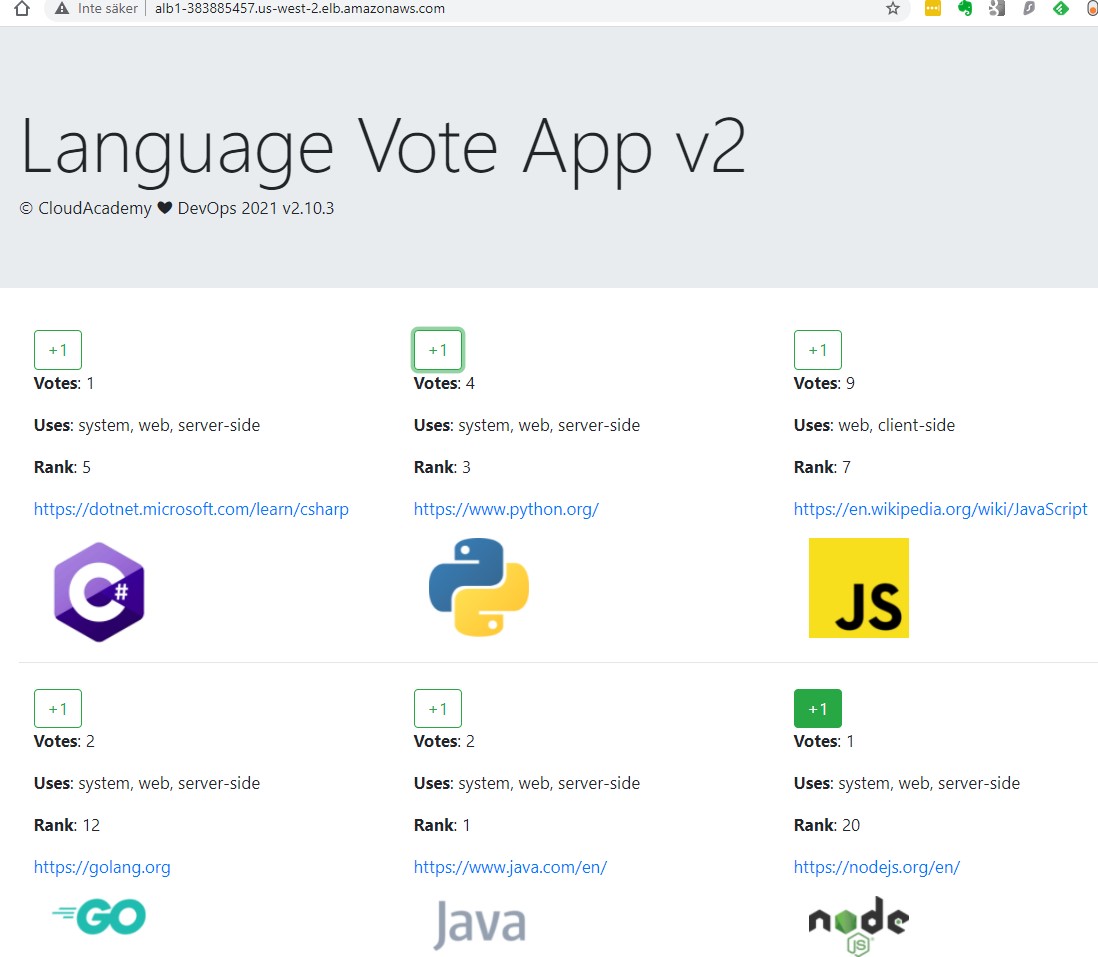 Inte säker alb1-383885457.us-west-2.elb.amazonaws.com
Language Vote App v2
© CloudAcademy ❤ DevOps 2021 v2.10.3
+1 +1 +1
Votes: 1 Votes: 4 Votes: 9
Uses: system, web, server-side Uses: system, web, server-side Uses: web, client-side
Rank: 5 Rank: 3 Rank: 7
https://dotnet.microsoft.com/learn/csharp https://www.python.org/ https://en.wikipedia.org/wiki/JavaScript
C# JS
+1 +1 +1
Votes: 2 Votes: 2 Votes: 1
Uses: system, web, server-side Uses: system, web, server-side Uses: system, web, server-side
Rank: 12 Rank: 1 Rank: 20
https://golang.org https://www.java.com/en/ https://nodejs.org/en/
GO Java node
JS